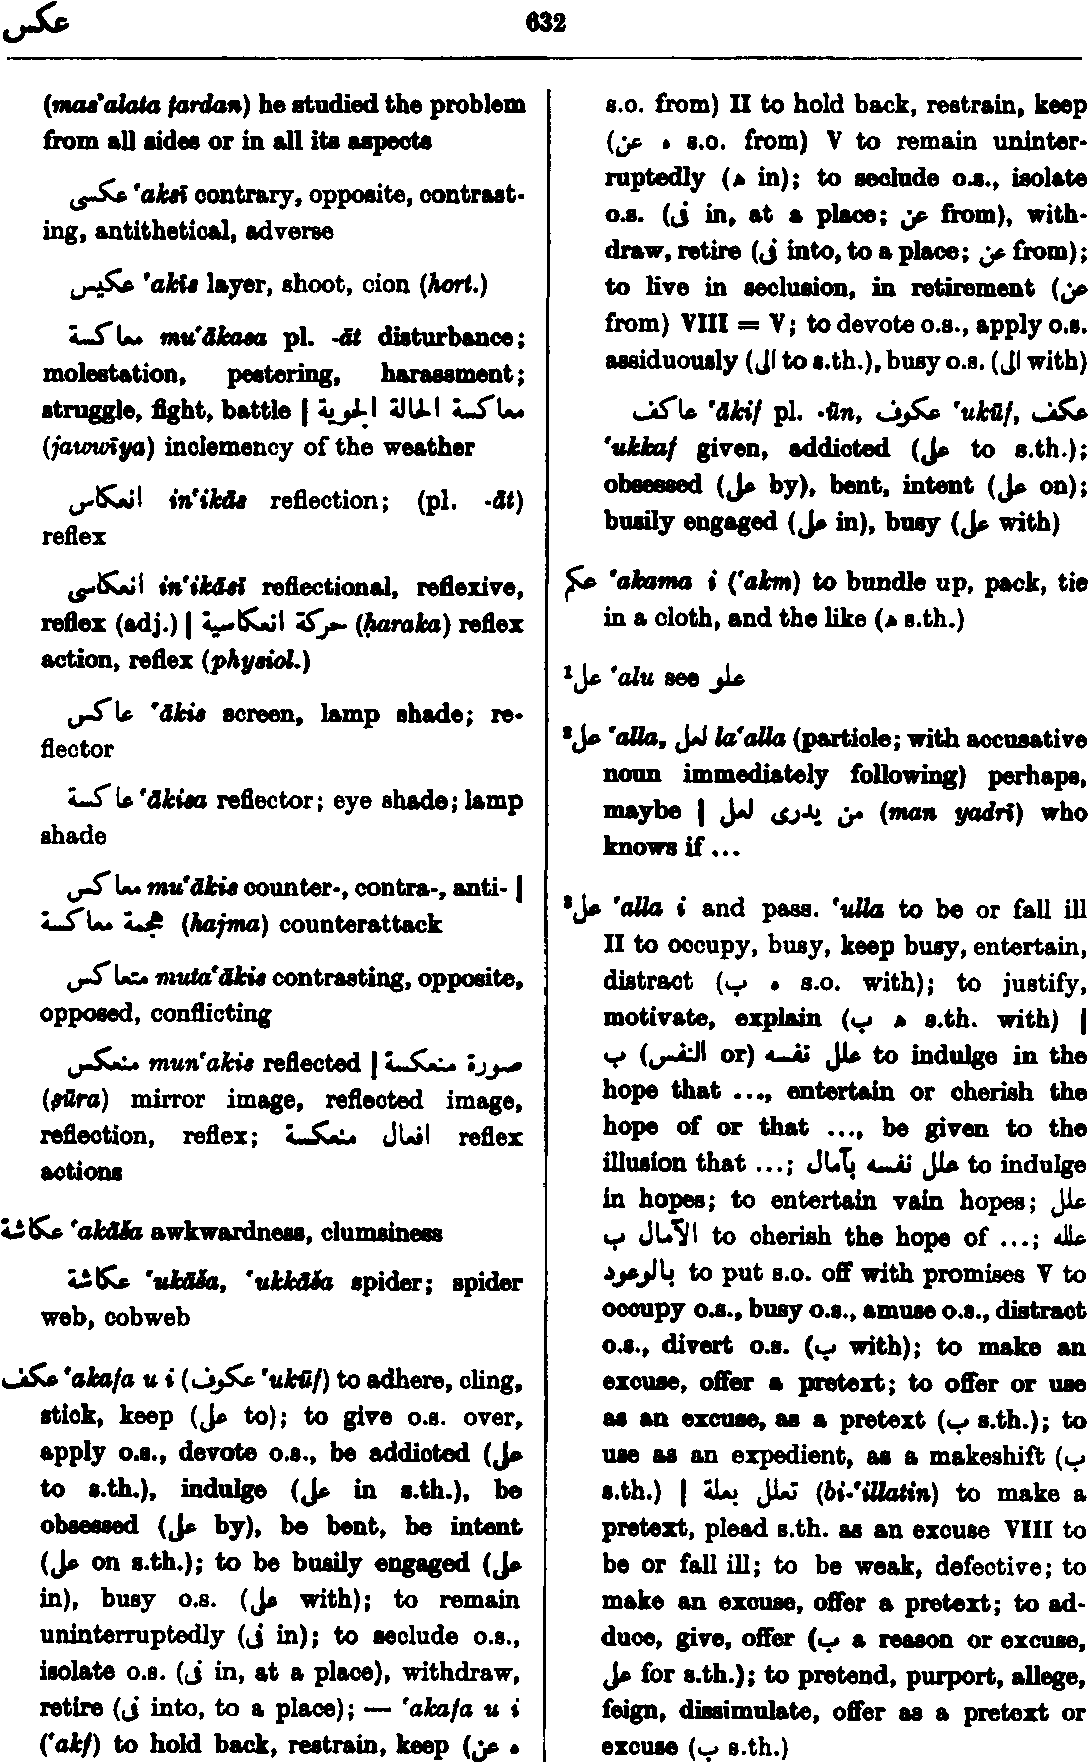 عكس
632
(mas'alata ṭardan) he studied the problem
from all sides or in all its aspects
عكسى ‘aksī contrary, opposite, contrast-
ing, antithetical, adverse
عكيس ‘akīs layer, shoot, cion (hort.)
معاكسة mu‘ākasa pl. -āt disturbance;
molestation, pestering, harassment;
struggle, fight, battle | معاكسة الحالة الجوية
(jawwīya) inclemency of the weather
انعكاس in‘ikās reflection; (pl. -āt)
reflex
انعكاسى in‘ikāsī reflectional, reflexive,
reflex (adj.) | حركة انعكاسية (ḥaraka) reflex
action, reflex (physiol.)
عاكس ‘ākis screen, lamp shade; re-
flector
عاكسة ‘ākisa reflector; eye shade; lamp
shade
معاكس mu‘ākis counter-, contra-, anti- |
هجمة معاكسة (hajma) counterattack
متعاكس muta‘ākis contrasting, opposite,
opposed, conflicting
منعكس mun‘akis reflected | صورة منعكسة
(ṣūra) mirror image, reflected image,
reflection, reflex; افعال منعكسة reflex
actions
عكاشة ‘akāša awkwardness, clumsiness
عكاشة ‘ukāša, ‘ukkāša spider; spider
web, cobweb
عكف ‘akafa u i (عكوف ‘ukūf) to adhere, cling,
stick, keep (على to); to give o.s. over,
apply o.s., devote o.s., be addicted (على
to s.th.), indulge (على in s.th.), be
obsessed (على by), be bent, be intent
(على on s.th.); to be busily engaged (على
in), busy o.s. (على with); to remain
uninterruptedly (فى in); to seclude o.s.,
isolate o.s. (فى in, at a place), withdraw,
retire (فى into, to a place); — ‘akafa u i
(‘akf) to hold back, restrain, keep (ه عن
s.o. from) II to hold back, restrain, keep
(ه عن s.o. from) V to remain uninter-
ruptedly (ه in); to seclude o.s., isolate
o.s. (فى in, at a place; عن from), with-
draw, retire (فى into, to a place; عن from);
to live in seclusion, in retirement (عن
from) VIII = V; to devote o.s., apply o.s.
assiduously (الى to s.th.), busy o.s. (الى with)
عاكف ‘ākif pl. -ūn, عكوف ‘ukūf, عكف
‘ukkaf given, addicted (على to s.th.);
obsessed (على by), bent, intent (على on);
busily engaged (على in), busy (على with)
عكم ‘akama i (‘akm) to bundle up, pack, tie
in a cloth, and the like (ه s.th.)
¹عل ‘alu see علو
²عل ‘alla, لعل la‘alla (particle; with accusative
noun immediately following) perhaps,
maybe | من يدرى لعل (man yadrī) who
knows if ...
³عل ‘alla i and pass. ‘ulla to be or fall ill
II to occupy, busy, keep busy, entertain,
distract (ه ب s.o. with); to justify,
motivate, explain (ه ب s.th. with) |
علل نفسه (or النفس) ب to indulge in the
hope that ..., entertain or cherish the
hope of or that ..., be given to the
illusion that ...; علل نفسه بآمال to indulge
in hopes; to entertain vain hopes; علل
الآمال ب to cherish the hope of ...; علله
بالوعود to put s.o. off with promises V to
occupy o.s., busy o.s., amuse o.s., distract
o.s., divert o.s. (ب with); to make an
excuse, offer a pretext; to offer or use
as an excuse, as a pretext (ب s.th.); to
use as an expedient, as a makeshift (ب
s.th.) | تعلل بعلة (bi-‘illatin) to make a
pretext, plead s.th. as an excuse VIII to
be or fall ill; to be weak, defective; to
make an excuse, offer a pretext; to ad-
duce, give, offer (ب a reason or excuse,
على for s.th.); to pretend, purport, allege,
feign, dissimulate, offer as a pretext or
excuse (ب s.th.)